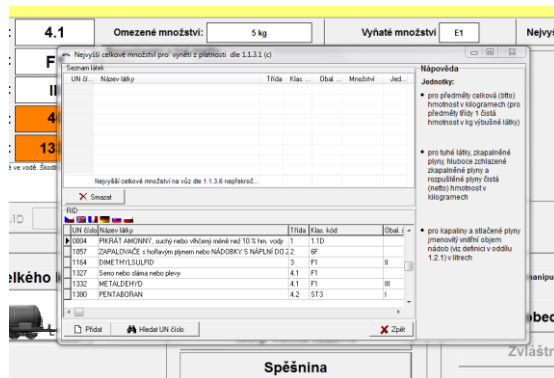 4.1
Omezené množství:
5 kg
Vyňaté množství
E1
Nejvyš
Nejvyšší celkové množství pro vynětí z platnosti dle 1.1.3.1 (c)
Seznam látek
UN čí... Název látky Třída Klas. ... Obal. ... Množství Jed...
Nejvyšší celkové množství na vůz dle 1.1.3.6 nepřekroč...
Smazat
RID
UN číslo Název látky Třída Klas. kód Obal. s
0004 PIKRÁT AMONNÝ, suchý nebo vlhčený méně než 10 % hm. vody 1 1.1D
1057 ZAPALOVAČE s hořlavým plynem nebo NÁDOBKY S NÁPLNÍ DO 2 6F
1164 DIMETHYLSULFID 3 F1 II
1327 Seno nebo sláma nebo plevy 4.1 F1
1332 METALDEHYD 4.1 F1 III
1380 PENTABORAN 4.2 ST3 I
Přidat
Hledat UN číslo
Zpět
Nápověda
Jednotky:
• pro předměty celková (btto)
hmotnost v kilogramech (pro
předměty třídy 1 čistá
hmotnost v kg výbušné látky)
• pro tuhé látky, zkapalněné
plyny, hluboce zchlazené
zkapalněné plyny a
rozpuštěné plyny čistá
(netto) hmotnost v
kilogramech
• pro kapaliny a stlačené plyny
jmenovitý vnitřní objem
nádob (viz definici v oddílu
1.2.1) v litrech
elkého k
manipu
obec
Zvláštn
Spěšnina